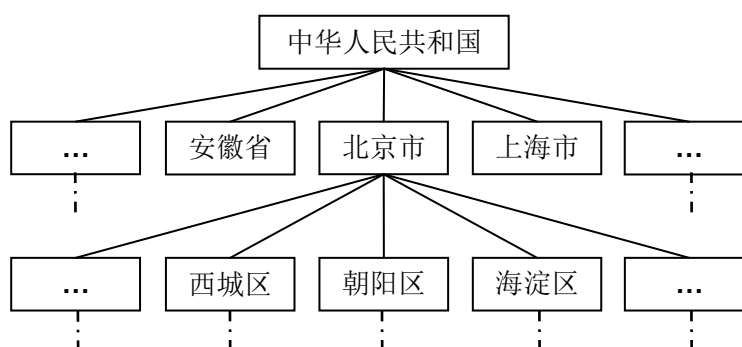 中华人民共和国
... 安徽省 北京市 上海市 ...
... 西城区 朝阳区 海淀区 ...